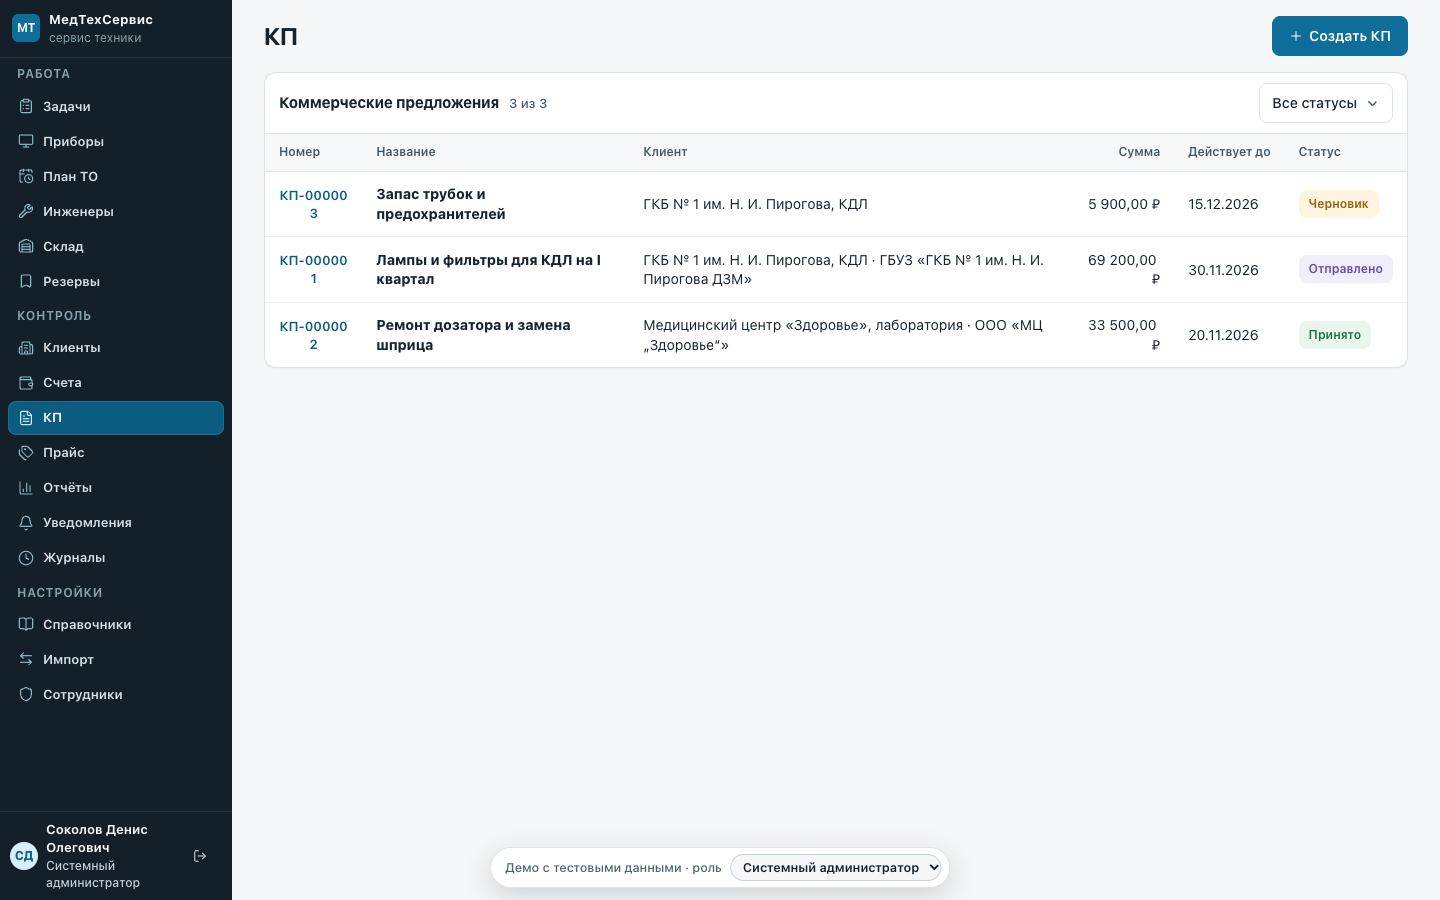 МТ
МедТехСервис
сервис техники
РАБОТА
Задачи
Приборы
План ТО
Инженеры
Склад
Резервы
КОНТРОЛЬ
Клиенты
Счета
КП
Прайс
Отчёты
Уведомления
Журналы
НАСТРОЙКИ
Справочники
Импорт
Сотрудники
СД
Соколов Денис
Олегович
Системный
администратор
КП
Создать КП
Коммерческие предложения 3 из 3
Все статусы
Номер Название Клиент Сумма Действует до Статус
КП-00000
3
Запас трубок и
предохранителей
ГКБ № 1 им. Н. И. Пирогова, КДЛ
5 900,00 ₽
15.12.2026
Черновик
КП-00000
1
Лампы и фильтры для КДЛ на I
квартал
ГКБ № 1 им. Н. И. Пирогова, КДЛ · ГБУЗ «ГКБ № 1 им. Н. И.
Пирогова ДЗМ»
69 200,00
₽
30.11.2026
Отправлено
КП-00000
2
Ремонт дозатора и замена
шприца
Медицинский центр «Здоровье», лаборатория · ООО «МЦ
„Здоровье“»
33 500,00
₽
20.11.2026
Принято
Демо с тестовыми данными · роль Системный администратор